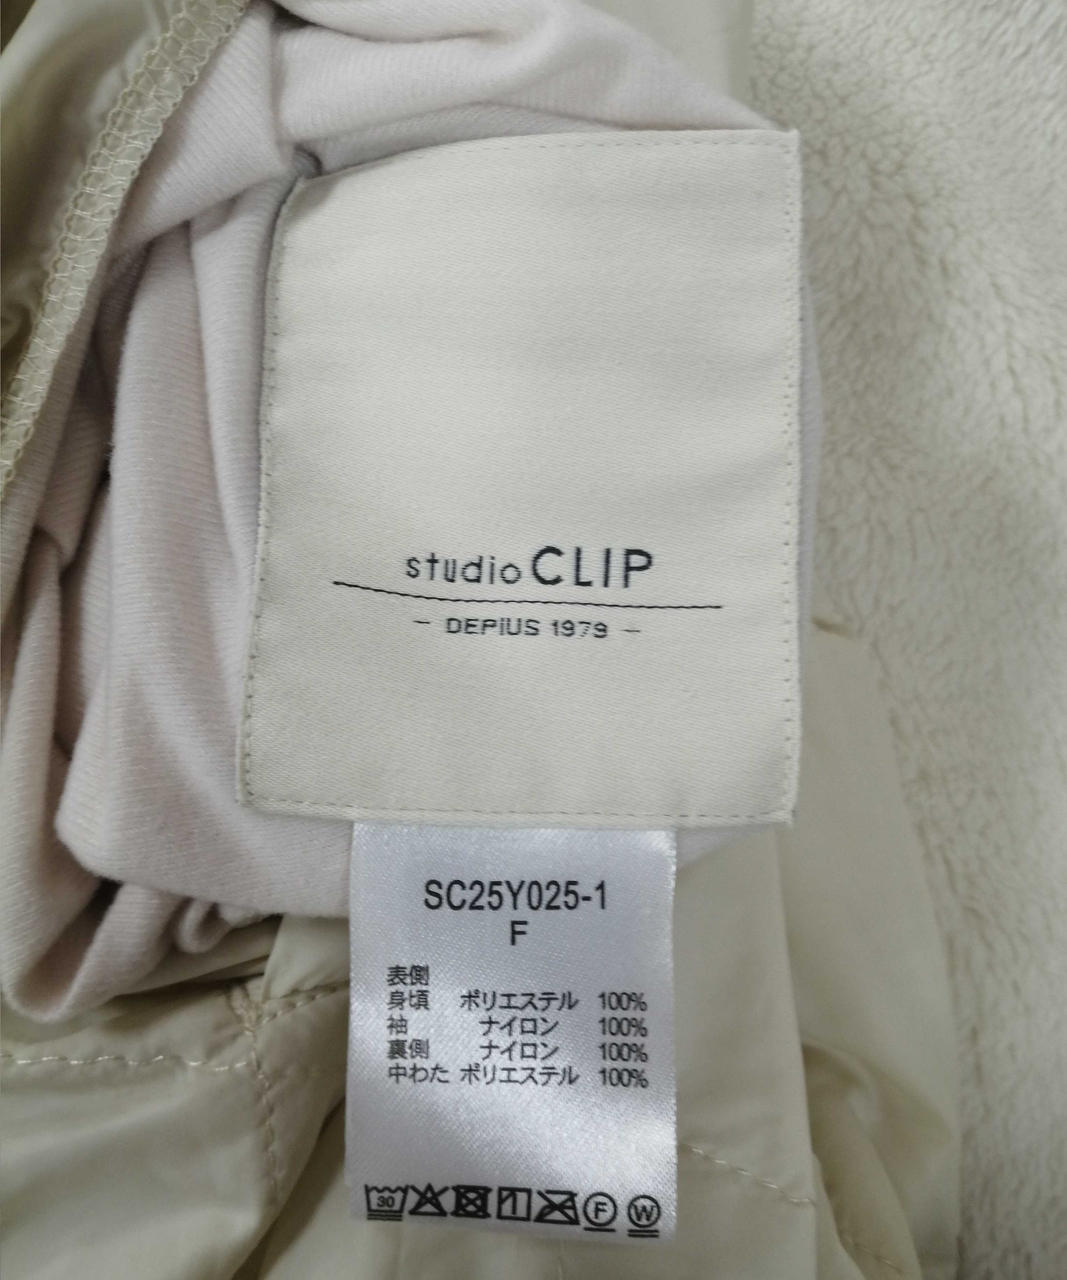 studio CLIP
- DEPIUS 1979 -
SC25Y025-1
F
表側
身頃 ポリエステル 100%
袖 ナイロン 100%
裏側 ナイロン 100%
中わた ポリエステル 100%
30 F W